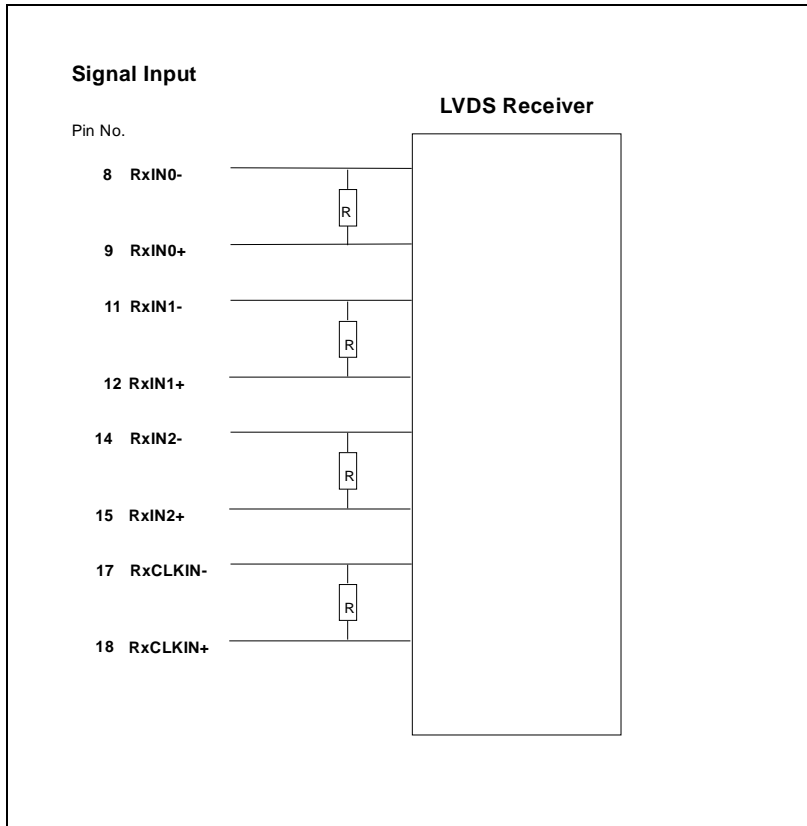 Signal Input
LVDS Receiver
Pin No.
8 RxIN0-
R
9 RxIN0+
11 RxIN1-
R
12 RxIN1+
14 RxIN2-
R
15 RxIN2+
17 RxCLKIN-
R
18 RxCLKIN+